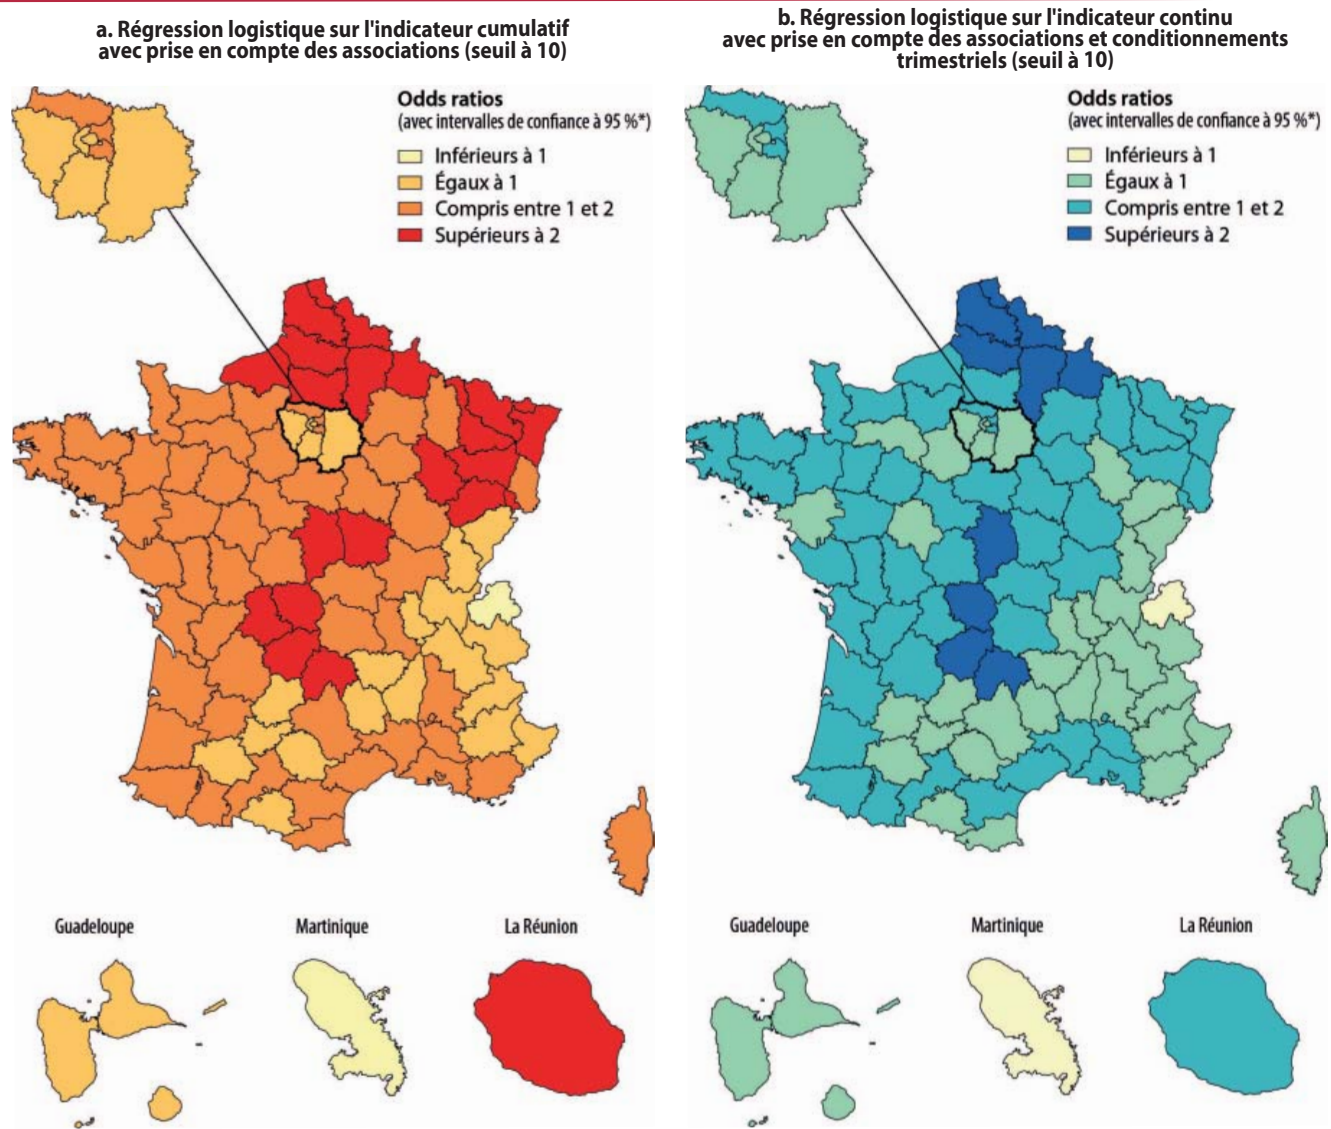 a. Régression logistique sur l'indicateur cumulatif
avec prise en compte des associations (seuil à 10)
Odds ratios
(avec intervalles de confiance à 95 %*)
Inférieurs à 1
Égaux à 1
Compris entre 1 et 2
Supérieurs à 2
Guadeloupe
Martinique
La Réunion
b. Régression logistique sur l'indicateur continu
avec prise en compte des associations et conditionnements
trimestriels (seuil à 10)
Odds ratios
(avec intervalles de confiance à 95 %*)
Inférieurs à 1
Égaux à 1
Compris entre 1 et 2
Supérieurs à 2
Guadeloupe
Martinique
La Réunion